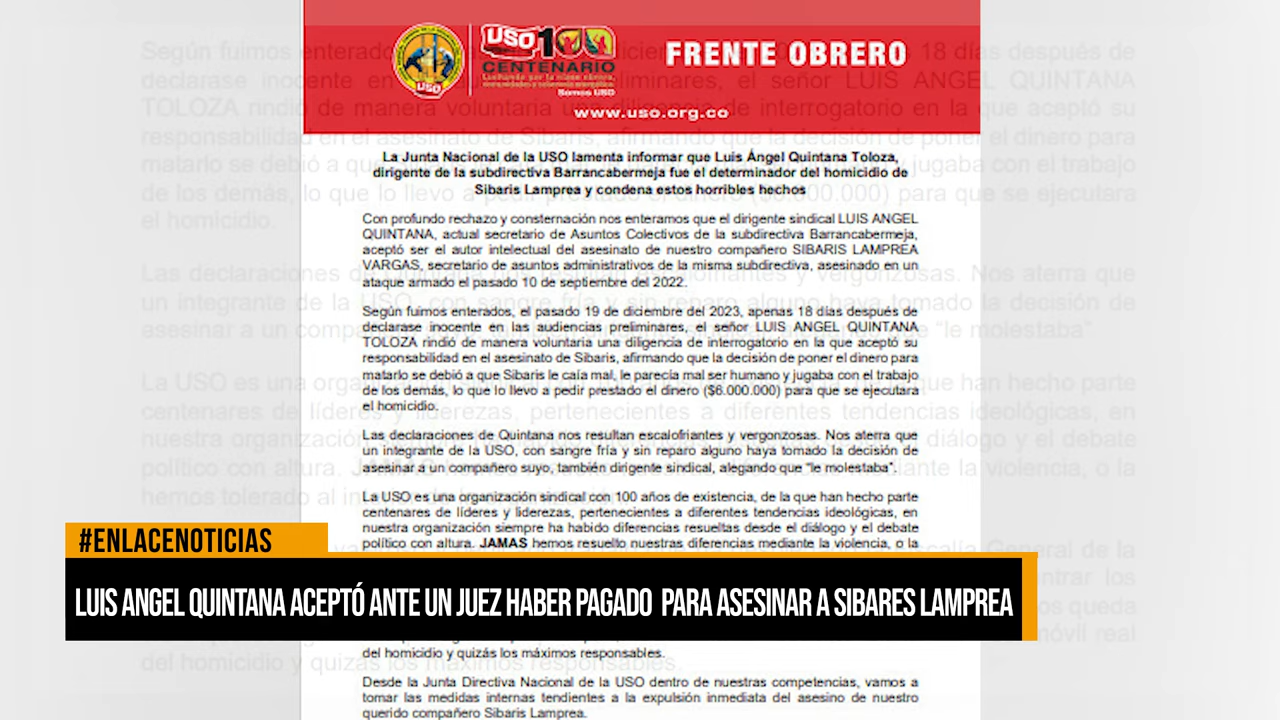 USO 100
CENTENARIO
Somos USO
USO
FRENTE OBRERO
www.uso.org.co
La Junta Nacional de la USO lamenta informar que Luis Ángel Quintana Toloza,
dirigente de la subdirectiva Barrancabermeja fue el determinador del homicidio de
Sibaris Lamprea y condena estos horribles hechos
Con profundo rechazo y consternación nos enteramos que el dirigente sindical LUIS ANGEL
QUINTANA, actual secretario de Asuntos Colectivos de la subdirectiva Barrancabermeja,
aceptó ser el autor intelectual del asesinato de nuestro compañero SIBARIS LAMPREA
VARGAS, secretario de asuntos administrativos de la misma subdirectiva, asesinado en un
ataque armado el pasado 10 de septiembre del 2022.
Según fuimos enterados, el pasado 19 de diciembre del 2023, apenas 18 días después de
declarase inocente en las audiencias preliminares, el señor LUIS ANGEL QUINTANA
TOLOZA rindió de manera voluntaria una diligencia de interrogatorio en la que aceptó su
responsabilidad en el asesinato de Sibaris, afirmando que la decisión de poner el dinero para
matarlo se debió a que Sibaris le caía mal, le parecía mal ser humano y jugaba con el trabajo
de los demás, lo que lo llevo a pedir prestado el dinero ($6.000.000) para que se ejecutara
el homicidio.
Las declaraciones de Quintana nos resultan escalofriantes y vergonzosas. Nos aterra que
un integrante de la USO, con sangre fría y sin reparo alguno haya tomado la decisión de
asesinar a un compañero suyo, también dirigente sindical, alegando que “le molestaba”.
La USO es una organización sindical con 100 años de existencia, de la que han hecho parte
centenares de líderes y liderezas, pertenecientes a diferentes tendencias ideológicas, en
nuestra organización siempre ha habido diferencias resueltas desde el diálogo y el debate
político con altura. JAMAS hemos resuelto nuestras diferencias mediante la violencia, o la
#ENLACENOTICIAS
LUIS ANGEL QUINTANA ACEPTÓ ANTE UN JUEZ HABER PAGADO PARA ASESINAR A SIBARES LAMPREA
del homicidio y quizás los máximos responsables.
Desde la Junta Directiva Nacional de la USO dentro de nuestras competencias, vamos a
tomar las medidas internas tendientes a la expulsión inmediata del asesino de nuestro
querido compañero Sibaris Lamprea.